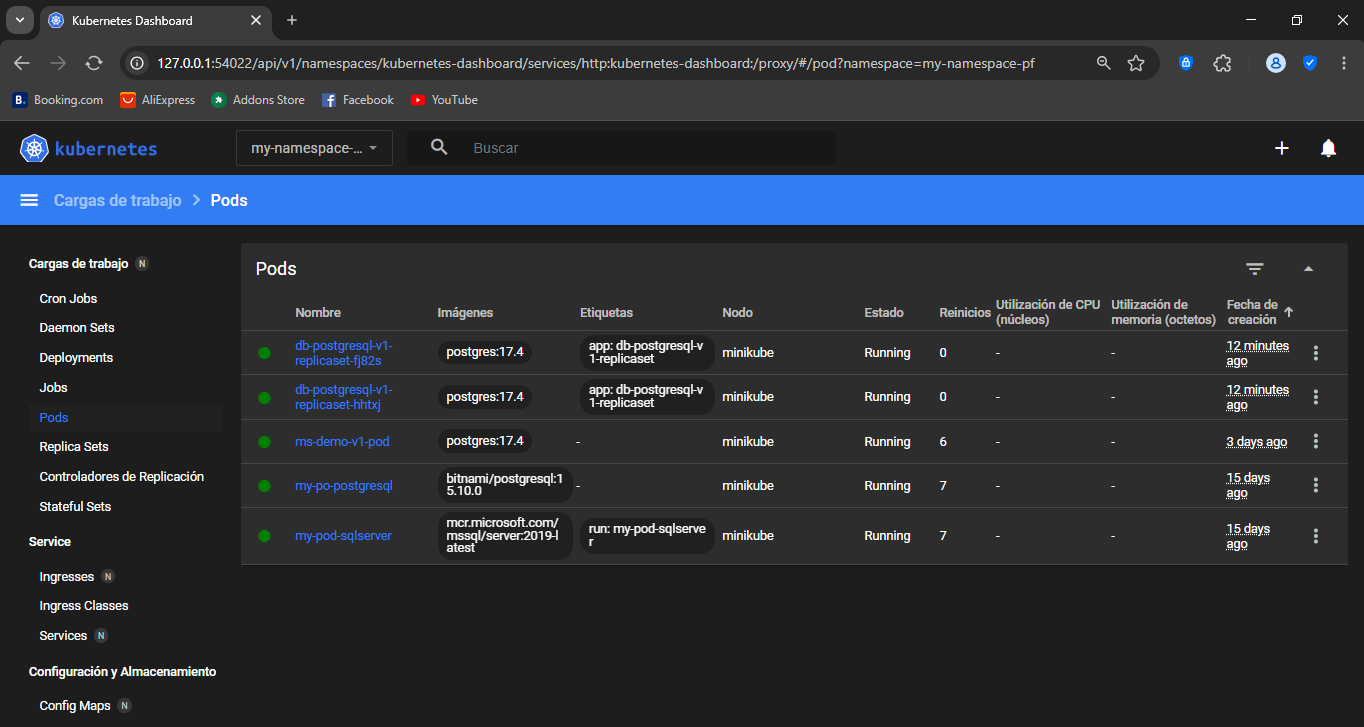 Kubernetes Dashboard
127.0.0.1:54022/api/v1/namespaces/kubernetes-dashboard/services/http:kubernetes-dashboard:/proxy/#/pod?namespace=my-namespace-pf
B. Booking.com AliExpress Addons Store Facebook YouTube
kubernetes my-namespace-... Buscar
Cargas de trabajo > Pods
Cargas de trabajo N
Cron Jobs
Daemon Sets
Deployments
Jobs
Pods
Replica Sets
Controladores de Replicación
Stateful Sets
Service
Ingresses N
Ingress Classes
Services N
Configuración y Almacenamiento
Config Maps N
Pods
Nombre Imágenes Etiquetas Nodo Estado Reinicios Utilización de CPU Utilización de Fecha de
(núcleos) memoria (octetos) creación
db-postgresql-v1- postgres:17.4 app: db-postgresql-v minikube Running 0 - - 12 minutes
replicaset-fj82s 1-replicaset ago
db-postgresql-v1- postgres:17.4 app: db-postgresql-v minikube Running 0 - - 12 minutes
replicaset-hhtxj 1-replicaset ago
ms-demo-v1-pod postgres:17.4 - minikube Running 6 - - 3 days ago
my-po-postgresql bitnami/postgresql:1 - minikube Running 7 - - 15 days
5.10.0 ago
my-pod-sqlserver mcr.microsoft.com/ run: my-pod-sqlserve minikube Running 7 - - 15 days
mssql/server:2019-l r ago
atest